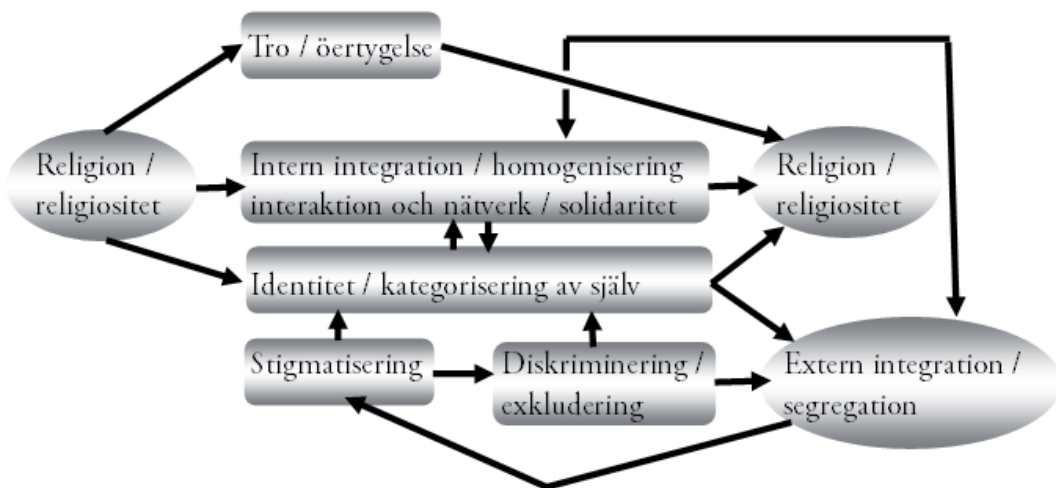 Tro / öertygelse
Religion /
religiositet
Intern integration / homogenisering
interaktion och nätverk / solidaritet
Religion /
religiositet
Identitet / kategorisering av själv
Stigmatisering
Diskriminering /
exkludering
Extern integration /
segregation